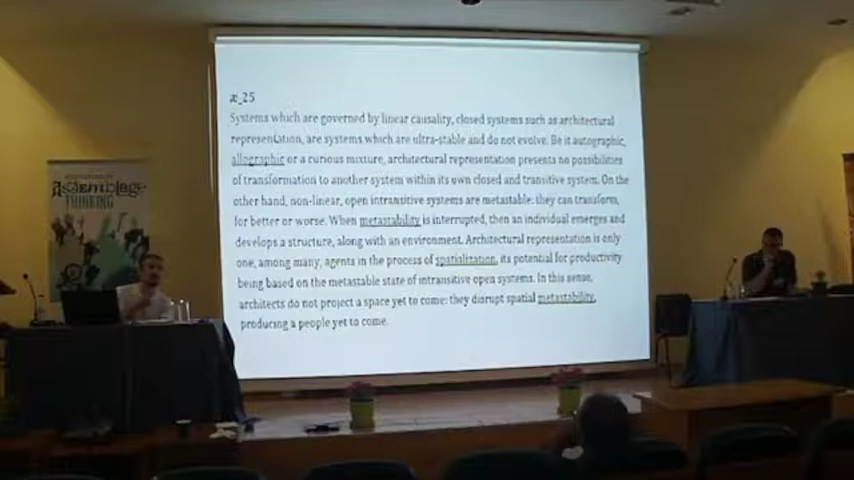 æ_25
Systems which are governed by linear causality, closed systems such as architectural
representation, are systems which are ultra-stable and do not evolve. Be it autographic,
allographic or a curious mixture, architectural representation presents no possibilities
of transformation to another system within its own closed and transitive system. On the
other hand, non-linear, open intransitive systems are metastable: they can transform,
for better or worse. When metastability is interrupted, then an individual emerges and
develops a structure, along with an environment. Architectural representation is only
one, among many, agents in the process of spatialization, its potential for productivity
being based on the metastable state of intransitive open systems. In this sense,
architects do not project a space yet to come: they disrupt spatial metastability,
producing a people yet to come.
Assemblage
THINKING